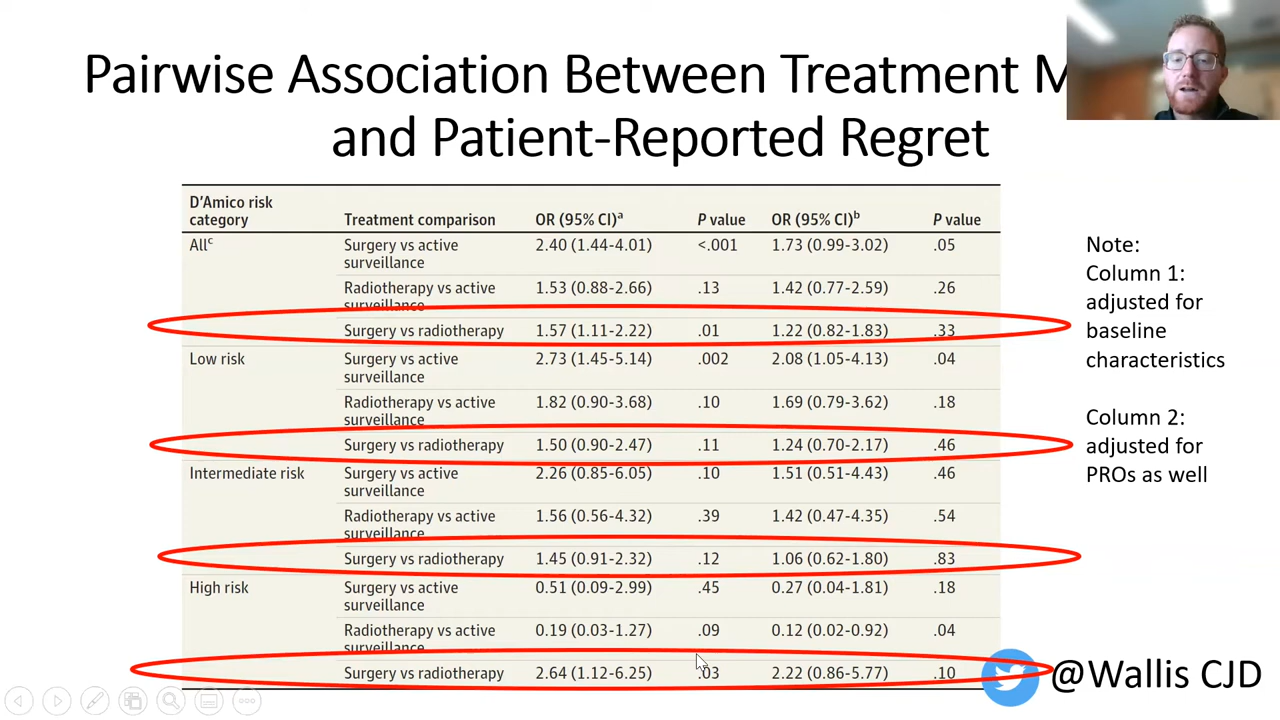 Pairwise Association Between Treatment M
and Patient-Reported Regret
D'Amico risk
category Treatment comparison OR (95% CI)ᵃ P value OR (95% CI)ᵇ P value
Allᶜ Surgery vs active 2.40 (1.44-4.01) <.001 1.73 (0.99-3.02) .05
surveillance
Radiotherapy vs active 1.53 (0.88-2.66) .13 1.42 (0.77-2.59) .26
surveillance
Surgery vs radiotherapy 1.57 (1.11-2.22) .01 1.22 (0.82-1.83) .33
Low risk Surgery vs active 2.73 (1.45-5.14) .002 2.08 (1.05-4.13) .04
surveillance
Radiotherapy vs active 1.82 (0.90-3.68) .10 1.69 (0.79-3.62) .18
surveillance
Surgery vs radiotherapy 1.50 (0.90-2.47) .11 1.24 (0.70-2.17) .46
Intermediate risk Surgery vs active 2.26 (0.85-6.05) .10 1.51 (0.51-4.43) .46
surveillance
Radiotherapy vs active 1.56 (0.56-4.32) .39 1.42 (0.47-4.35) .54
surveillance
Surgery vs radiotherapy 1.45 (0.91-2.32) .12 1.06 (0.62-1.80) .83
High risk Surgery vs active 0.51 (0.09-2.99) .45 0.27 (0.04-1.81) .18
surveillance
Radiotherapy vs active 0.19 (0.03-1.27) .09 0.12 (0.02-0.92) .04
surveillance
Surgery vs radiotherapy 2.64 (1.12-6.25) .03 2.22 (0.86-5.77) .10
Note:
Column 1:
adjusted for
baseline
characteristics
Column 2:
adjusted for
PROs as well
@Wallis CJD